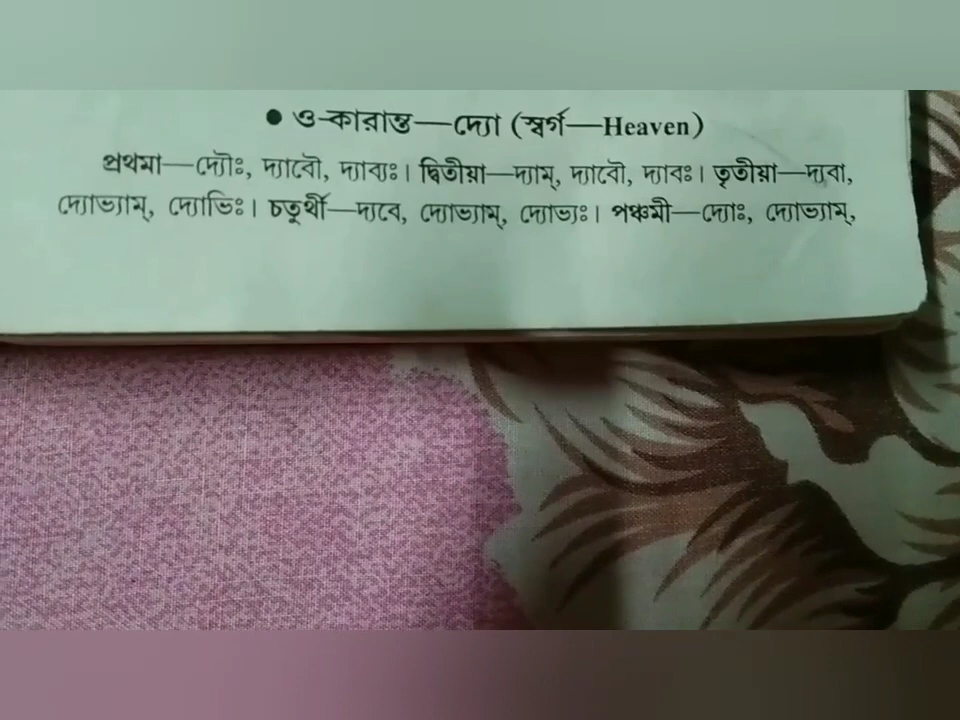 ● ও-কারান্ত—দ্যো (স্বর্গ—Heaven)
প্রথমা—দ্যৌঃ, দ্যাবৌ, দ্যাব্যঃ। দ্বিতীয়া—দ্যাম্, দ্যাবৌ, দ্যাবঃ। তৃতীয়া—দ্যবা,
দ্যোভ্যাম্, দ্যোভিঃ। চতুর্থী—দ্যবে, দ্যোভ্যাম্, দ্যোভ্যঃ। পঞ্চমী—দ্যোঃ, দ্যোভ্যাম্,